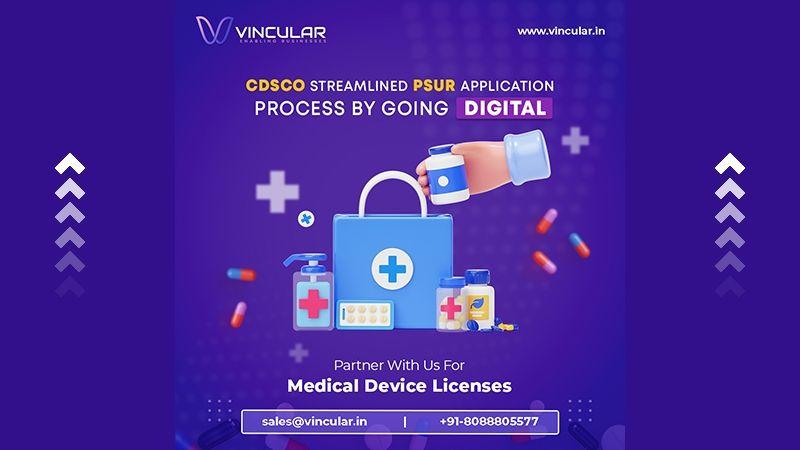 VINCULAR
ENABLING BUSINESSES
www.vincular.in
CDSCO STREAMLINED PSUR APPLICATION
PROCESS BY GOING DIGITAL
Partner With Us For
Medical Device Licenses
sales@vincular.in | +91-8088805577